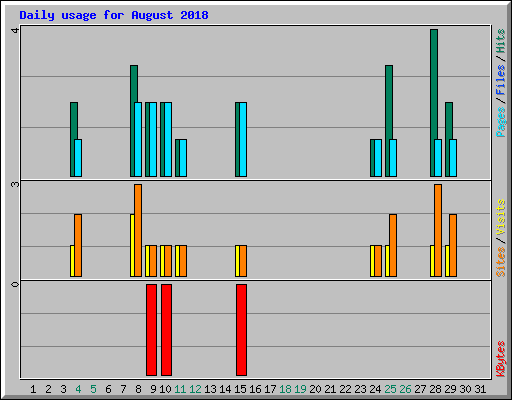 Daily usage for August 2018
4
Pages / Files / Hits
3
Sites / Visits
0
KBytes
1 2 3 4 5 6 7 8 9 10 11 12 13 14 15 16 17 18 19 20 21 22 23 24 25 26 27 28 29 30 31